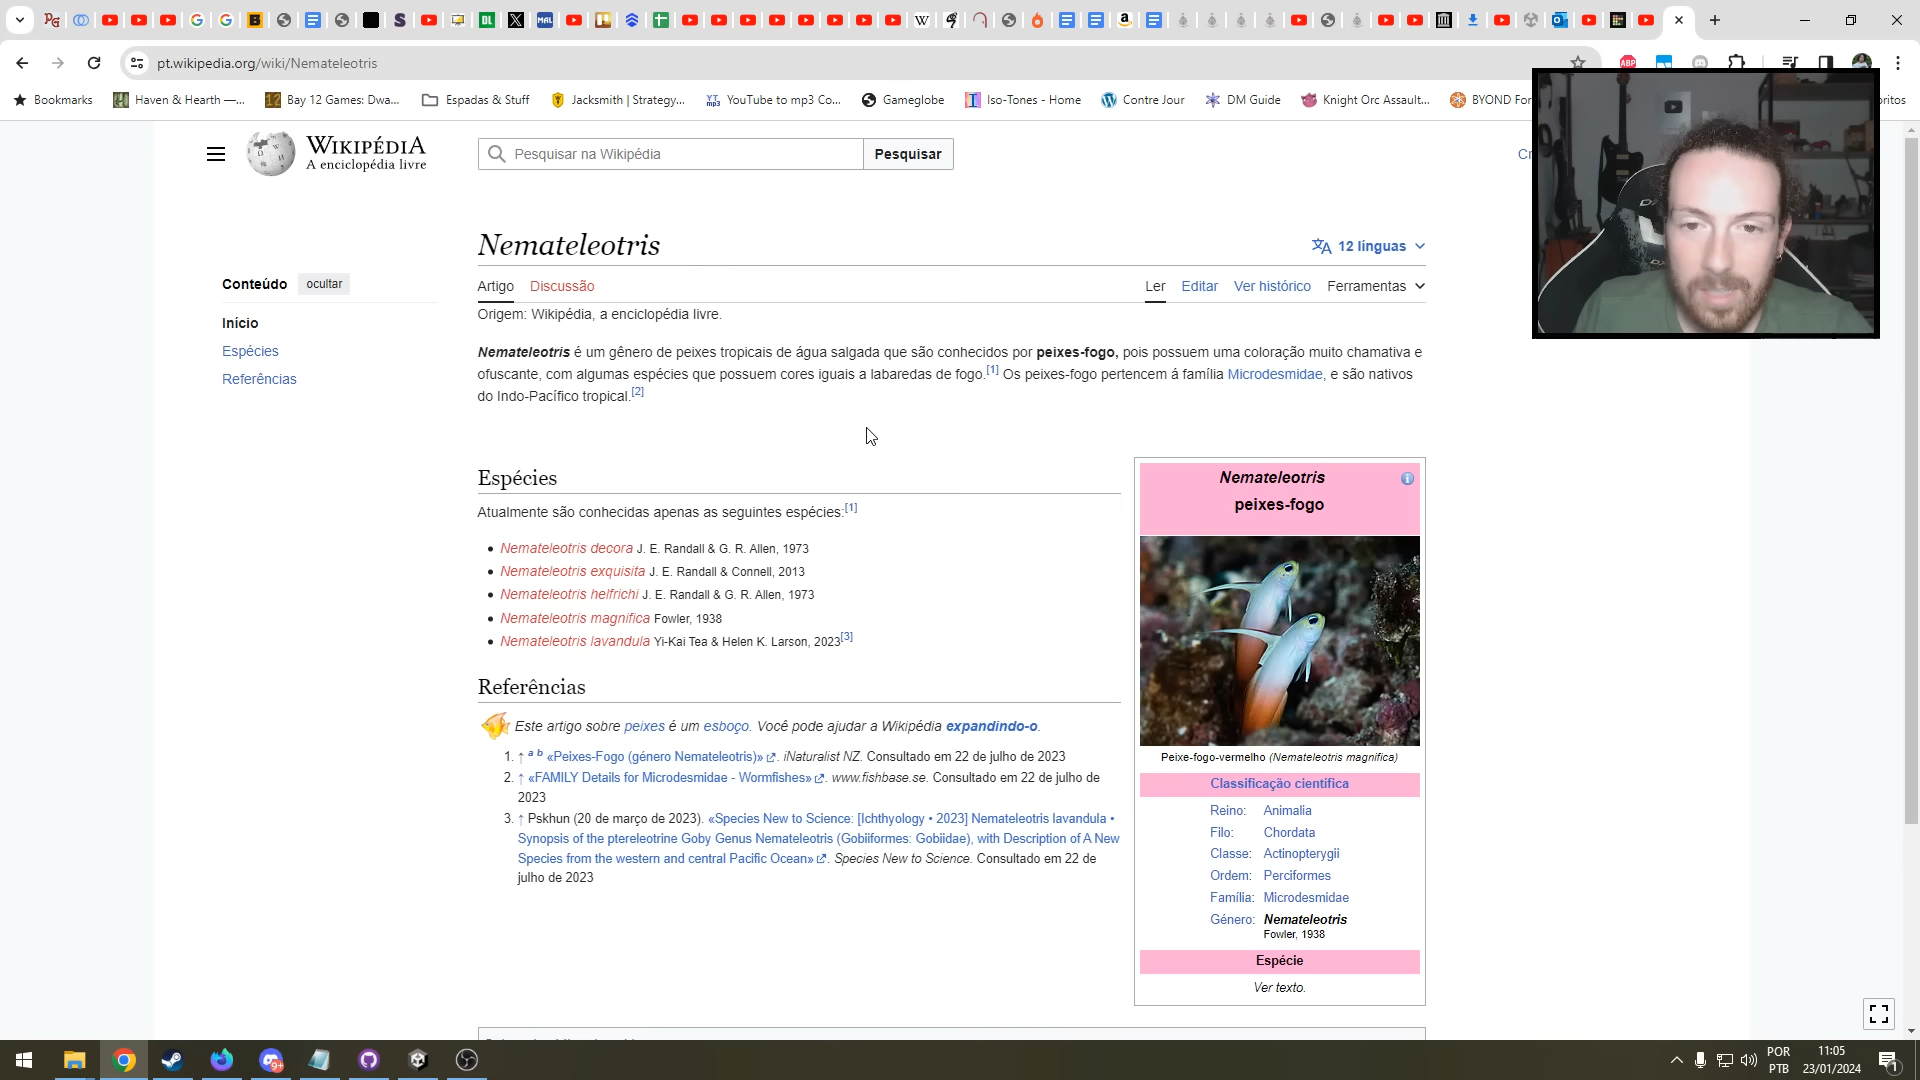 pt.wikipedia.org/wiki/Nemateleotris
Bookmarks
Haven & Hearth —...
Bay 12 Games: Dwa...
Espadas & Stuff
Jacksmith | Strategy...
YouTube to mp3 Co...
Gameglobe
Iso-Tones - Home
Contre Jour
DM Guide
Knight Orc Assault...
BYOND For
oritos
WIKIPÉDIA
A enciclopédia livre
Pesquisar na Wikipédia
Pesquisar
Cr
Nemateleotris
12 línguas
Conteúdo
ocultar
Artigo
Discussão
Ler
Editar
Ver histórico
Ferramentas
Início
Espécies
Referências
Origem: Wikipédia, a enciclopédia livre.
Nemateleotris é um gênero de peixes tropicais de água salgada que são conhecidos por peixes-fogo, pois possuem uma coloração muito chamativa e
ofuscante, com algumas espécies que possuem cores iguais a labaredas de fogo.[1] Os peixes-fogo pertencem á família Microdesmidae, e são nativos
do Indo-Pacífico tropical.[2]
Espécies
Atualmente são conhecidas apenas as seguintes espécies:[1]
Nemateleotris decora J. E. Randall & G. R. Allen, 1973
Nemateleotris exquisita J. E. Randall & Connell, 2013
Nemateleotris helfrichi J. E. Randall & G. R. Allen, 1973
Nemateleotris magnifica Fowler, 1938
Nemateleotris lavandula Yi-Kai Tea & Helen K. Larson, 2023[3]
Referências
Este artigo sobre peixes é um esboço. Você pode ajudar a Wikipédia expandindo-o.
1. ↑ a b «Peixes-Fogo (género Nemateleotris)». iNaturalist NZ. Consultado em 22 de julho de 2023
2. ↑ «FAMILY Details for Microdesmidae - Wormfishes». www.fishbase.se. Consultado em 22 de julho de
2023
3. ↑ Pskhun (20 de março de 2023). «Species New to Science: [Ichthyology • 2023] Nemateleotris lavandula •
Synopsis of the ptereleotrine Goby Genus Nemateleotris (Gobiiformes: Gobiidae), with Description of A New
Species from the western and central Pacific Ocean». Species New to Science. Consultado em 22 de
julho de 2023
Nemateleotris
peixes-fogo
Peixe-fogo-vermelho (Nemateleotris magnifica)
Classificação científica
Reino: Animalia
Filo: Chordata
Classe: Actinopterygii
Ordem: Perciformes
Família: Microdesmidae
Género: Nemateleotris
Fowler, 1938
Espécie
Ver texto.
POR
PTB
11:05
23/01/2024